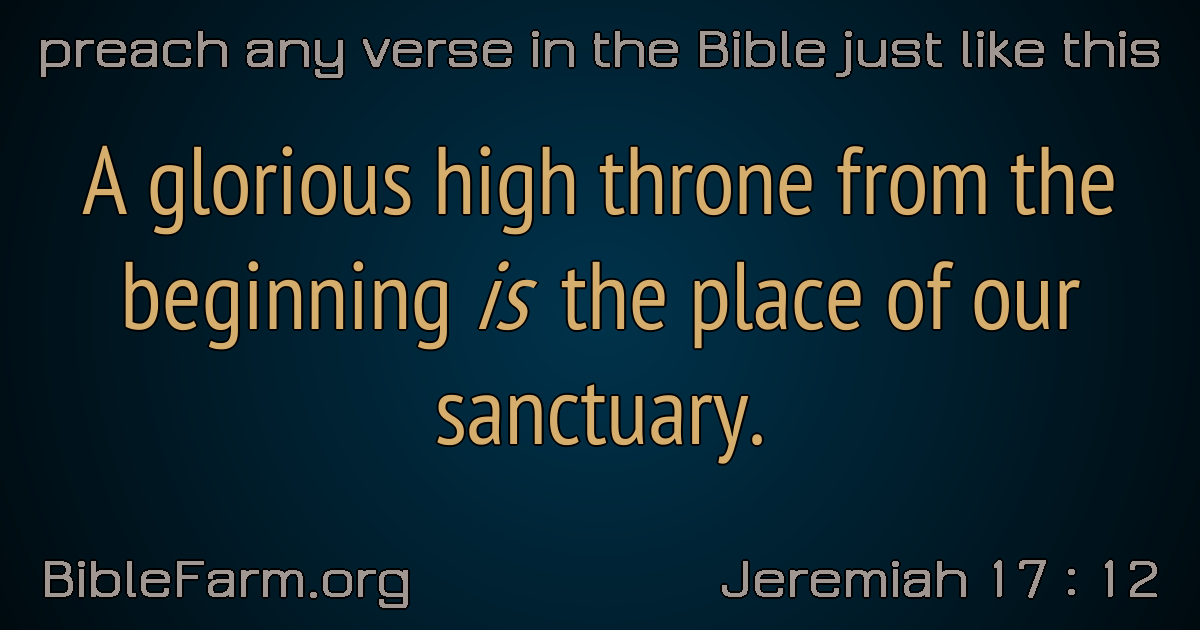 preach any verse in the Bible just like this
A glorious high throne from the
beginning is the place of our
sanctuary.
BibleFarm.org
Jeremiah 17 : 12